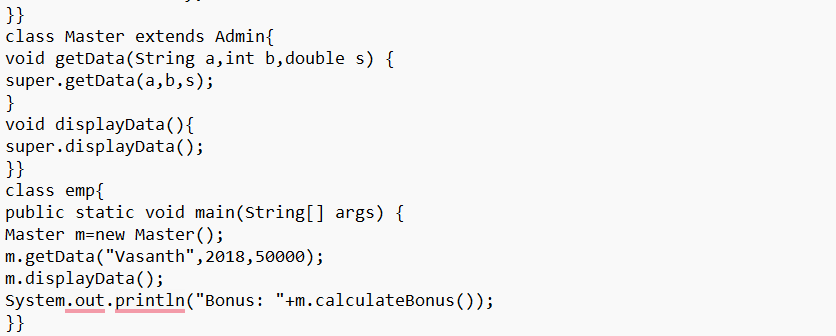 }}
class Master extends Admin{
void getData(String a,int b,double s) {
super.getData(a,b,s);
}
void displayData(){
super.displayData();
}}
class emp{
public static void main(String[] args) {
Master m=new Master();
m.getData("Vasanth",2018,50000);
m.displayData();
System.out.println("Bonus: "+m.calculateBonus());
}}